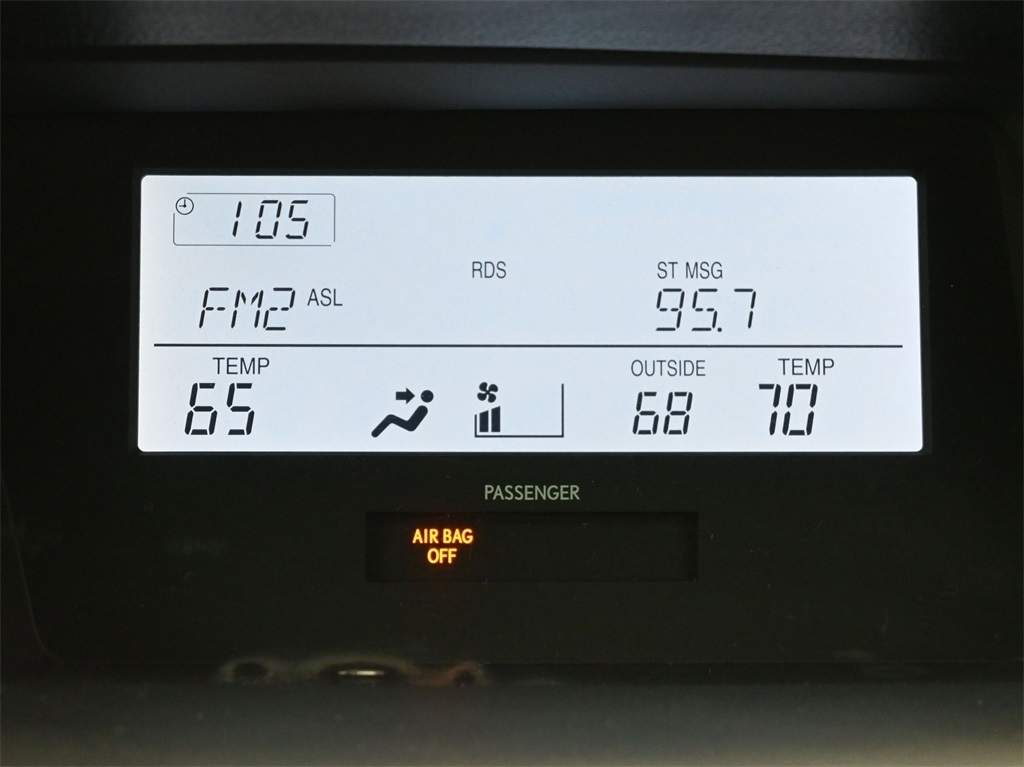 105
RDS ST MSG
FM2 ASL 95.7
TEMP OUTSIDE TEMP
65 68 70
PASSENGER
AIR BAG
OFF